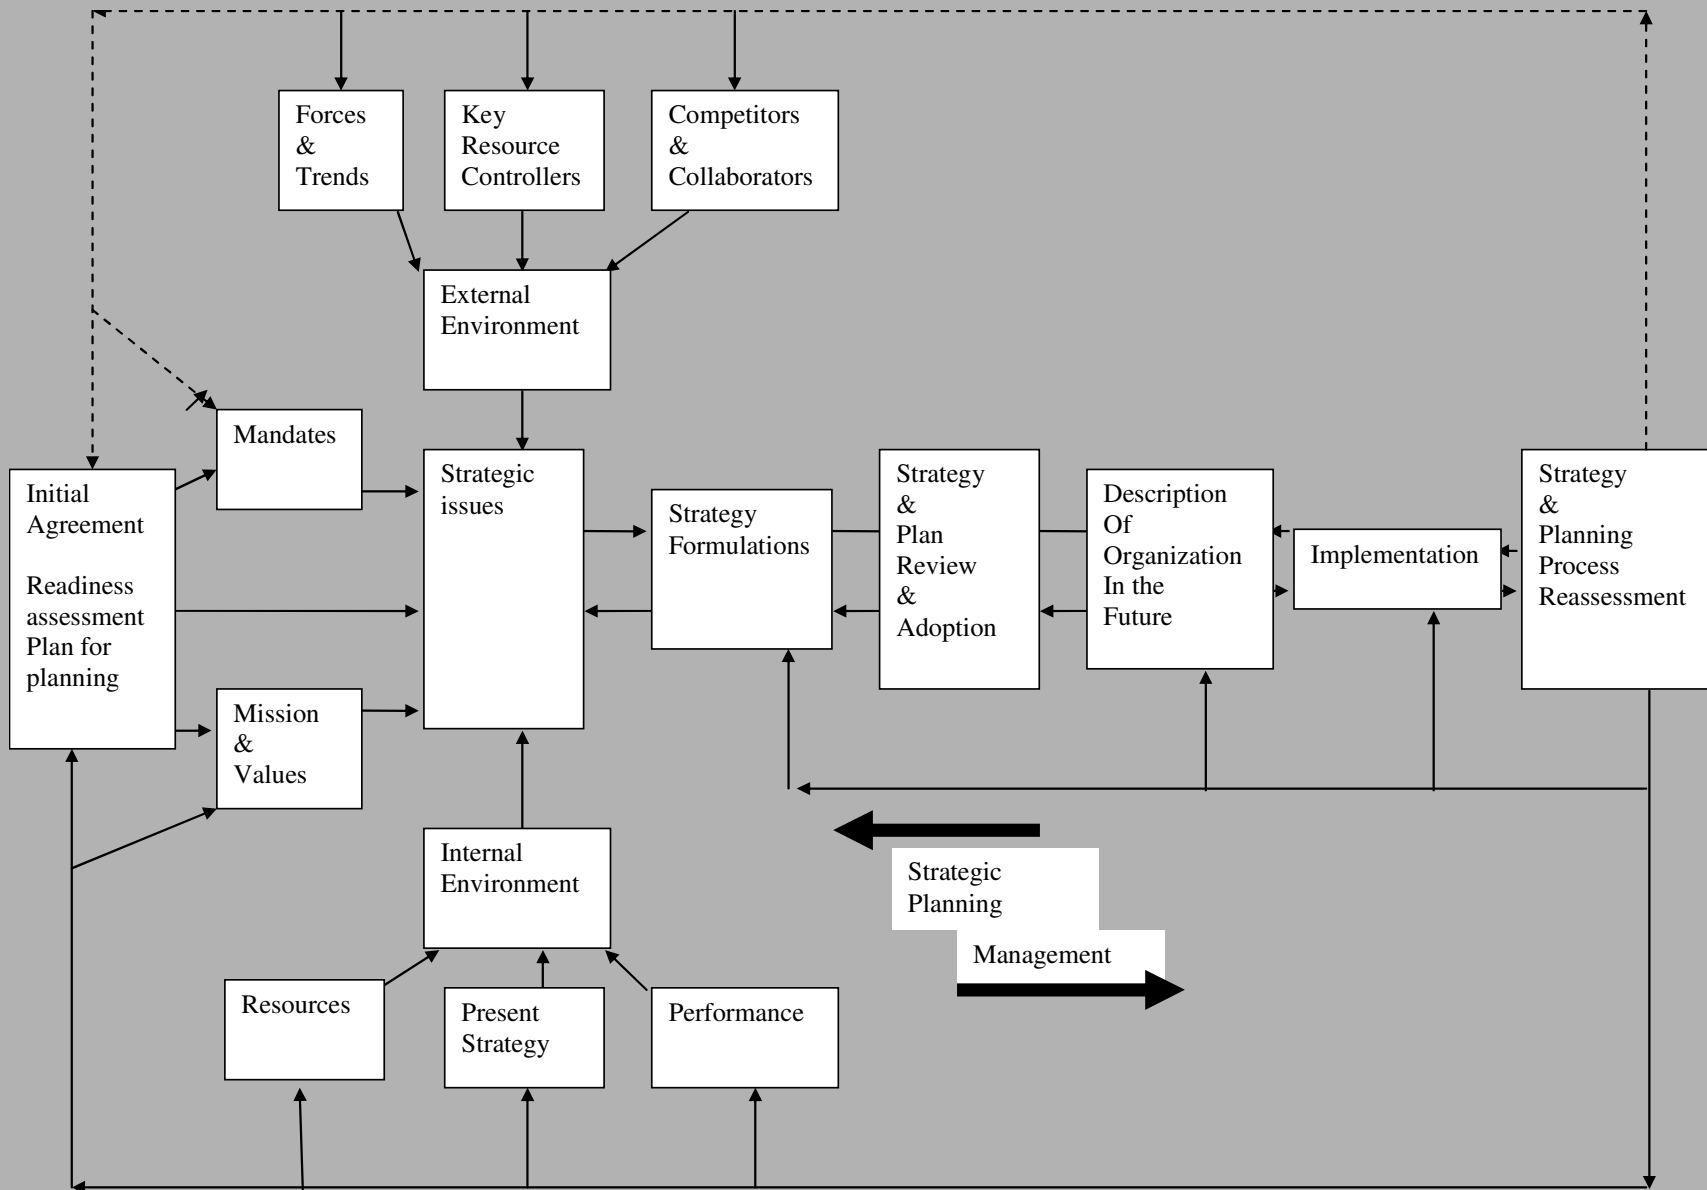 Forces
&
Trends
Key
Resource
Controllers
Competitors
&
Collaborators
External
Environment
Mandates
Initial
Agreement
Readiness
assessment
Plan for
planning
Strategic
issues
Strategy
Formulations
Strategy
&
Plan
Review
&
Adoption
Description
Of
Organization
In the
Future
Implementation
Strategy
&
Planning
Process
Reassessment
Mission
&
Values
Internal
Environment
Strategic
Planning
Management
Resources
Present
Strategy
Performance